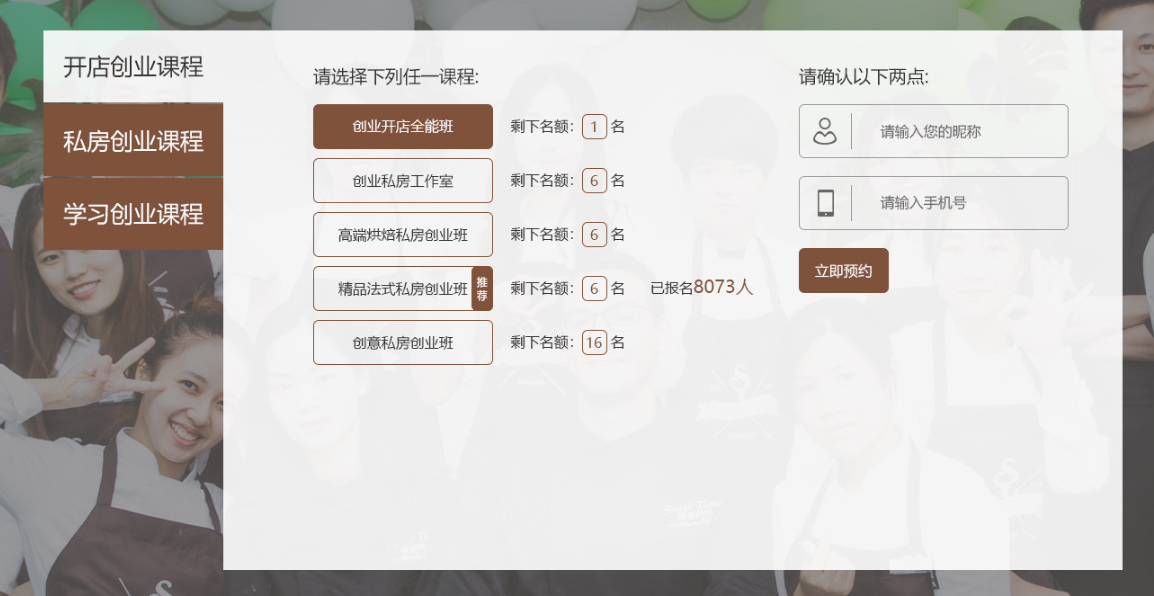 开店创业课程
私房创业课程
学习创业课程
请选择下列任一课程:
创业开店全能班 剩下名额: 1 名
创业私房工作室 剩下名额: 6 名
高端烘焙私房创业班 剩下名额: 6 名
精品法式私房创业班 推荐 剩下名额: 6 名 已报名8073人
创意私房创业班 剩下名额: 16 名
请确认以下两点:
请输入您的昵称
请输入手机号
立即预约